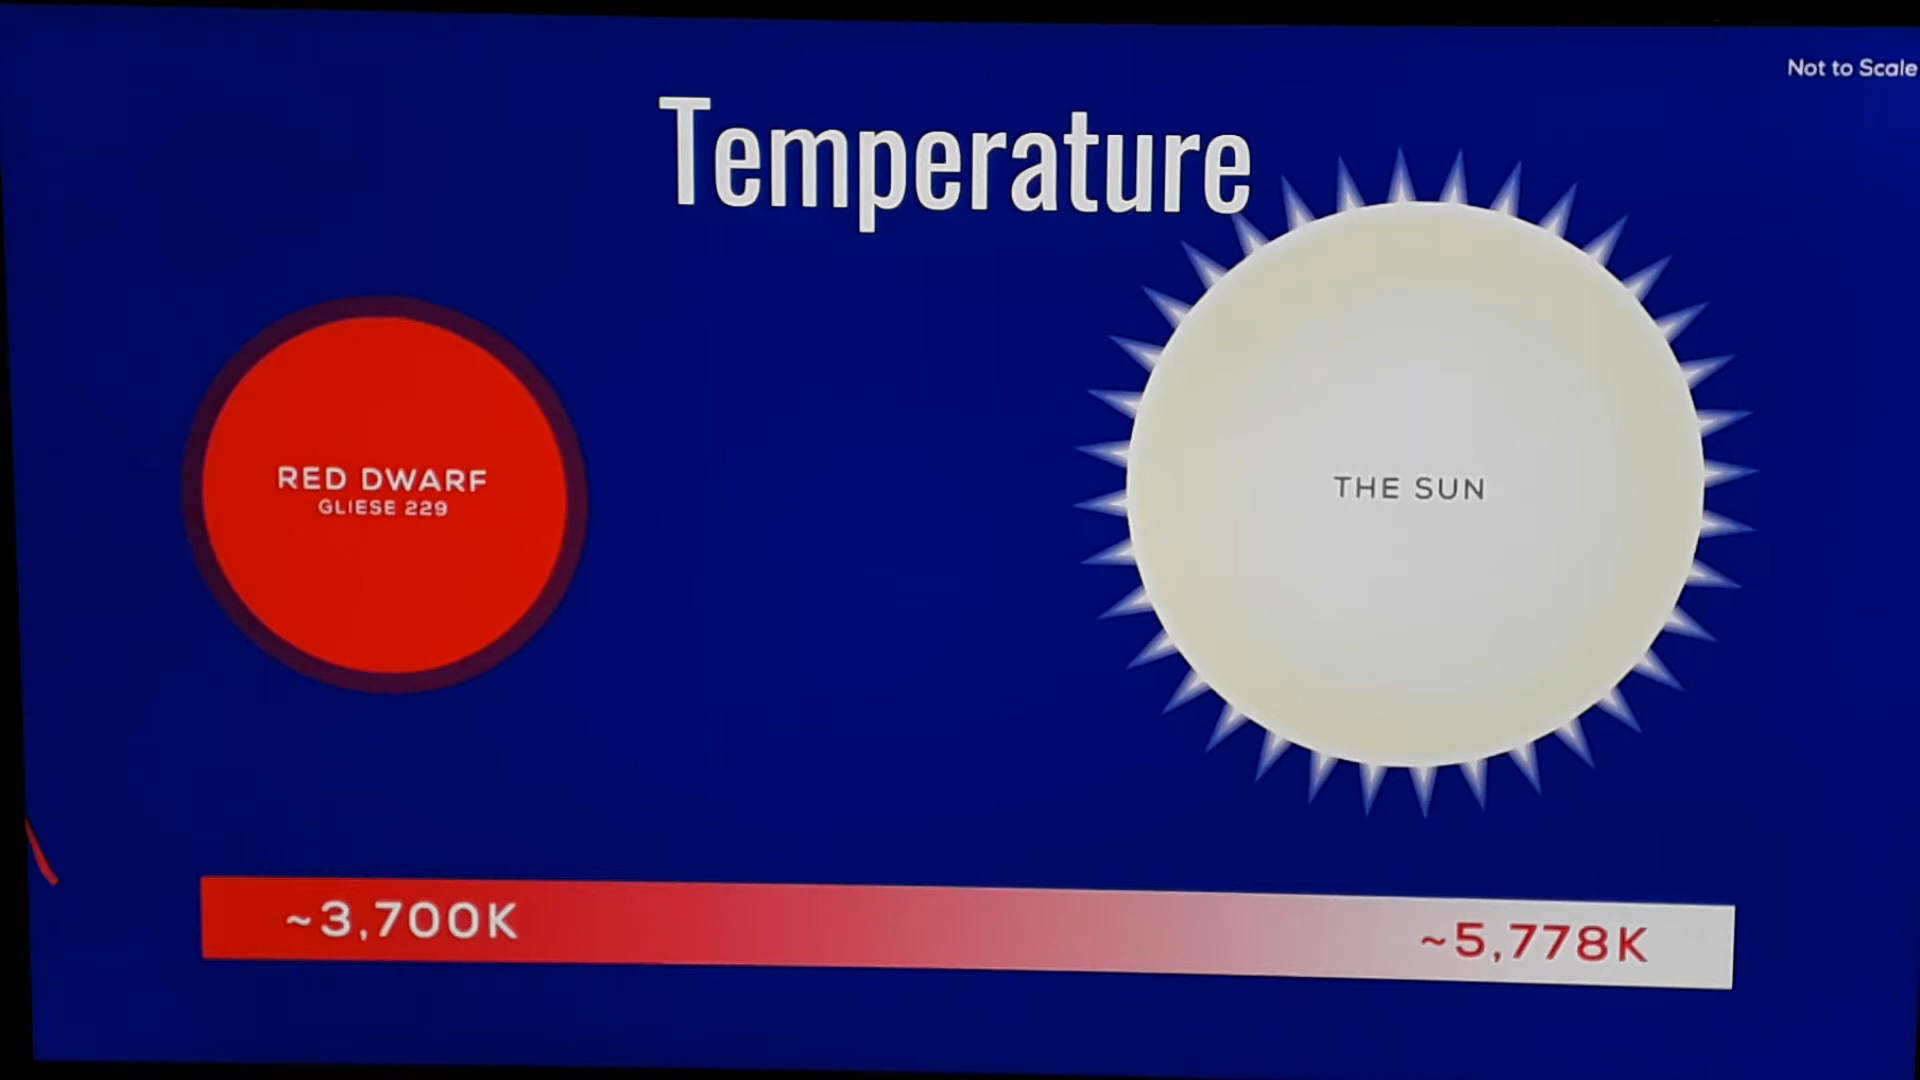 Not to Scale
Temperature
RED DWARF
GLIESE 229
THE SUN
~3,700K
~5,778K